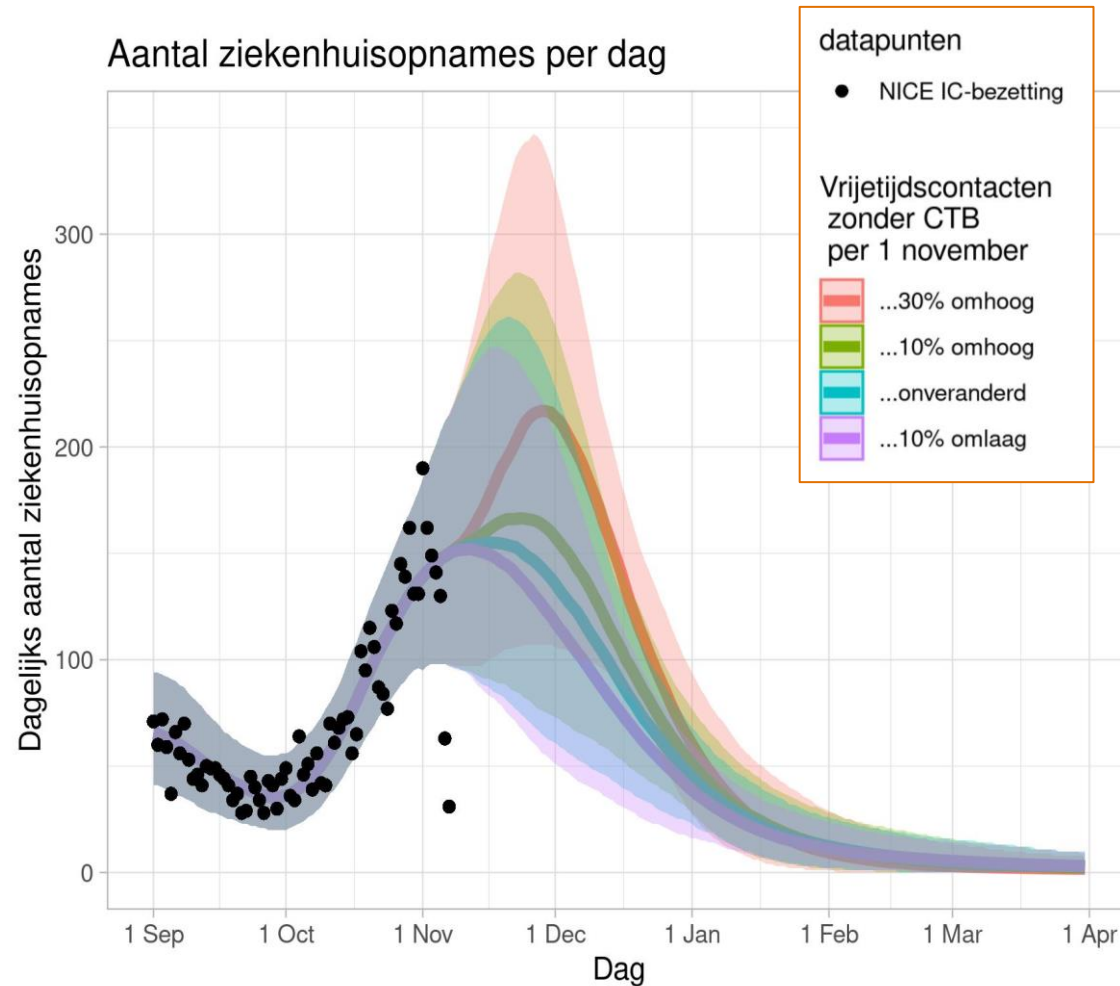 Aantal ziekenhuisopnames per dag
datapunten
NICE IC-bezetting
Vrijetijdscontacten
zonder CTB
per 1 november
...30% omhoog
...10% omhoog
...onveranderd
...10% omlaag
Dagelijks aantal ziekenhuisopnames
300
200
100
0
1 Sep
1 Oct
1 Nov
1 Dec
1 Jan
1 Feb
1 Mar
1 Apr
Dag